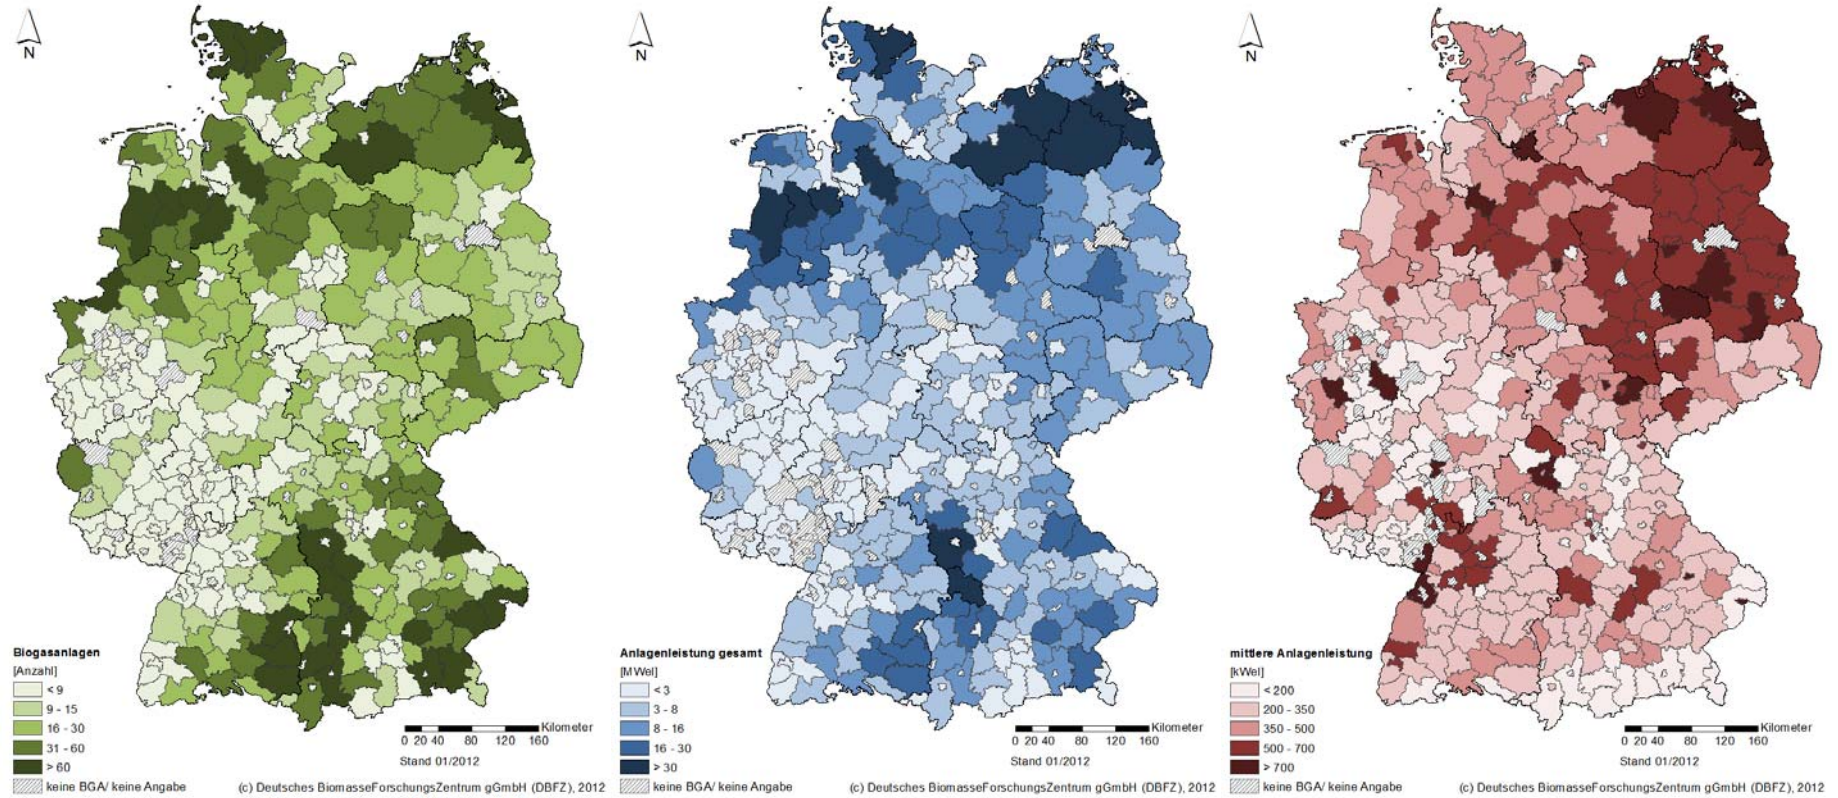 N
Biogasanlagen
[Anzahl]
< 9
9 - 15
16 - 30
31 - 60
> 60
keine BGA/ keine Angabe
Kilometer
0 20 40 80 120 160
Stand 01/2012
(c) Deutsches BiomasseForschungsZentrum gGmbH (DBFZ), 2012
N
Anlagenleistung gesamt
[MWel]
< 3
3 - 8
8 - 16
16 - 30
> 30
keine BGA/ keine Angabe
Kilometer
0 20 40 80 120 160
Stand 01/2012
(c) Deutsches BiomasseForschungsZentrum gGmbH (DBFZ), 2012
N
mittlere Anlagenleistung
[kWel]
< 200
200 - 350
350 - 500
500 - 700
> 700
keine BGA/ keine Angabe
Kilometer
0 20 40 80 120 160
Stand 01/2012
(c) Deutsches BiomasseForschungsZentrum gGmbH (DBFZ), 2012